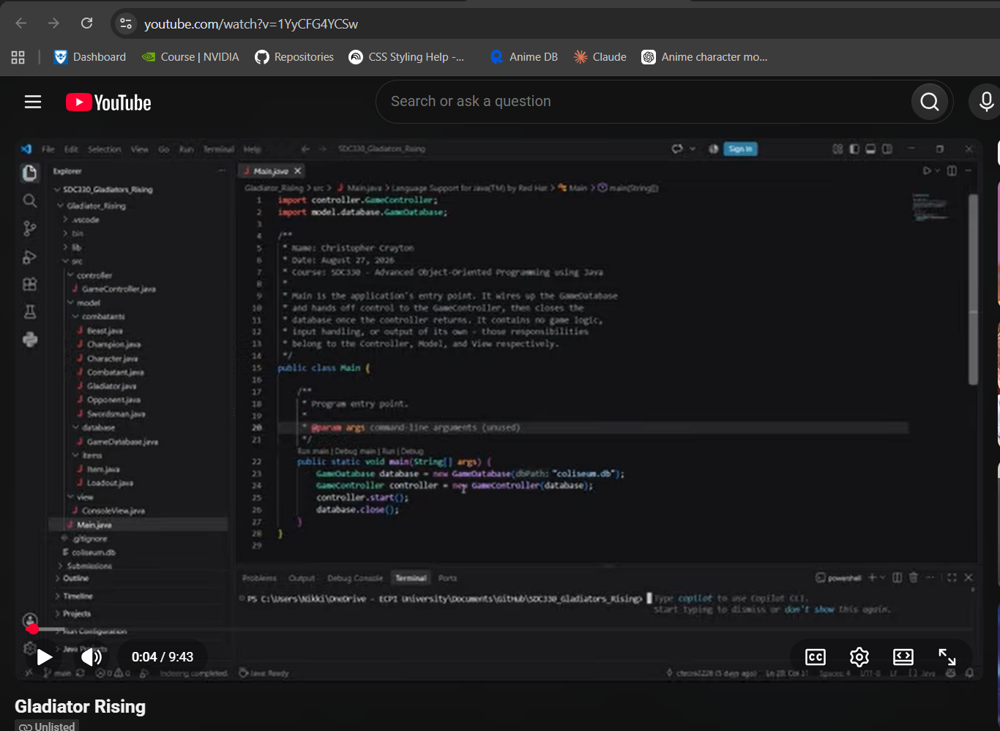 youtube.com/watch?v=1YyCFG4YCSw
Dashboard
Course | NVIDIA
Repositories
CSS Styling Help -...
Anime DB
Claude
Anime character mo...
YouTube
Search or ask a question
File Edit Selection View Go Run Terminal Help
SDC330_Gladiators_Rising
Sign In
Explorer
SDC330_Gladiators_Rising
Gladiator_Rising
.vscode
bin
lib
src
controller
GameController.java
model
combatants
Beast.java
Champion.java
Character.java
Combatant.java
Gladiator.java
Opponent.java
Swordsman.java
database
GameDatabase.java
items
Item.java
Loadout.java
view
ConsoleView.java
Main.java
.gitignore
coliseum.db
Submissions
Outline
Timeline
Projects
Run Configuration
Java Projects
Main.java
Gladiator_Rising > src > Main.java > Language Support for Java(TM) by Red Hat > Main > main(String[])
1 import controller.GameController;
2 import model.database.GameDatabase;
3
4 /**
5 * Name: Christopher Crayton
6 * Date: August 27, 2026
7 * Course: SDC330 - Advanced Object-Oriented Programming using Java
8 *
9 * Main is the application's entry point. It wires up the GameDatabase
10 * and hands off control to the GameController, then closes the
11 * database once the controller returns. It contains no game logic,
12 * input handling, or output of its own - those responsibilities
13 * belong to the Controller, Model, and View respectively.
14 */
15 public class Main {
16
17 /**
18 * Program entry point.
19 *
20 * @param args command-line arguments (unused)
21 */
Run main | Debug main | Run | Debug
22 public static void main(String[] args) {
23 GameDatabase database = new GameDatabase(dbPath: "coliseum.db");
24 GameController controller = new GameController(database);
25 controller.start();
26 database.close();
27 }
28 }
29
Problems Output Debug Console Terminal Ports
powershell
PS C:\Users\Nikki\OneDrive - ECPI University\Documents\GitHub\SDC330_Gladiators_Rising> Type copilot to use Copilot CLI.
Start typing to dismiss or don't show this again.
0:04 / 9:43
CC
main
0 0
Indexing completed.
Java: Ready
(5 days ago)
Spaces: 4
UTF-8
LF
{} Java
Gladiator Rising
Unlisted